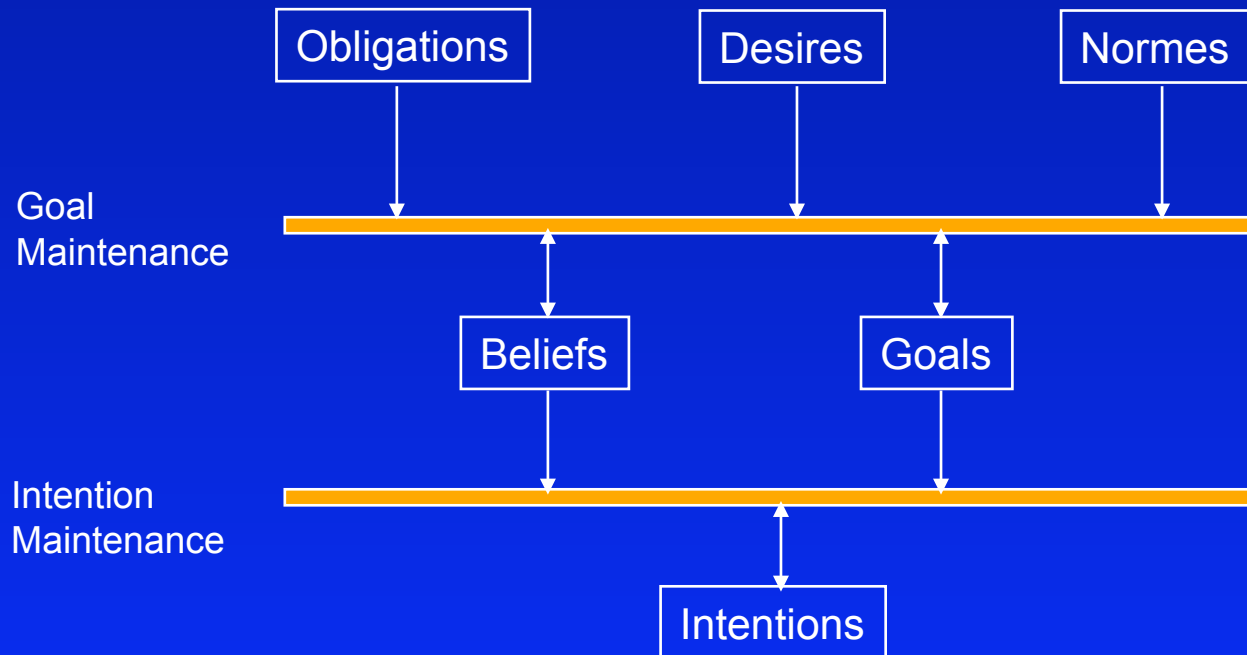 Obligations
Desires
Normes
Goal
Maintenance
Beliefs
Goals
Intention
Maintenance
Intentions